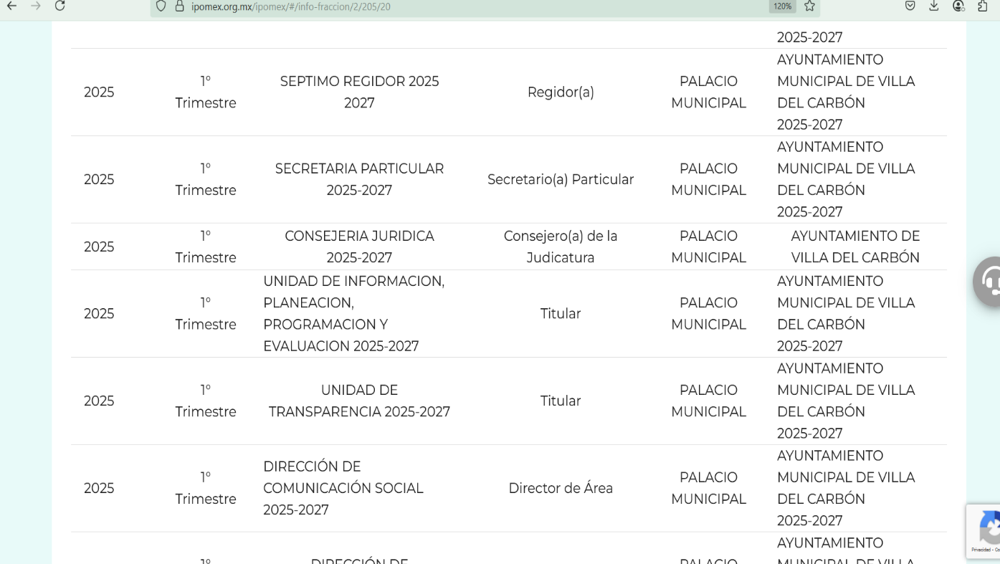 ipomex.org.mx/ipomex/#/info-fraccion/2/205/20
120%
2025-2027
2025
1°
Trimestre
SEPTIMO REGIDOR 2025
2027
Regidor(a)
PALACIO
MUNICIPAL
AYUNTAMIENTO
MUNICIPAL DE VILLA
DEL CARBÓN
2025-2027
2025
1°
Trimestre
SECRETARIA PARTICULAR
2025-2027
Secretario(a) Particular
PALACIO
MUNICIPAL
AYUNTAMIENTO
MUNICIPAL DE VILLA
DEL CARBÓN
2025-2027
2025
1°
Trimestre
CONSEJERIA JURIDICA
2025-2027
Consejero(a) de la
Judicatura
PALACIO
MUNICIPAL
AYUNTAMIENTO DE
VILLA DEL CARBÓN
2025
1°
Trimestre
UNIDAD DE INFORMACION,
PLANEACION,
PROGRAMACION Y
EVALUACION 2025-2027
Titular
PALACIO
MUNICIPAL
AYUNTAMIENTO
MUNICIPAL DE VILLA
DEL CARBÓN
2025-2027
2025
1°
Trimestre
UNIDAD DE
TRANSPARENCIA 2025-2027
Titular
PALACIO
MUNICIPAL
AYUNTAMIENTO
MUNICIPAL DE VILLA
DEL CARBÓN
2025-2027
2025
1°
Trimestre
DIRECCIÓN DE
COMUNICACIÓN SOCIAL
2025-2027
Director de Área
PALACIO
MUNICIPAL
AYUNTAMIENTO
MUNICIPAL DE VILLA
DEL CARBÓN
2025-2027
1°
DIRECCIÓN DE
PALACIO
AYUNTAMIENTO
MUNICIPAL DE VILLA
Privacidad - Co